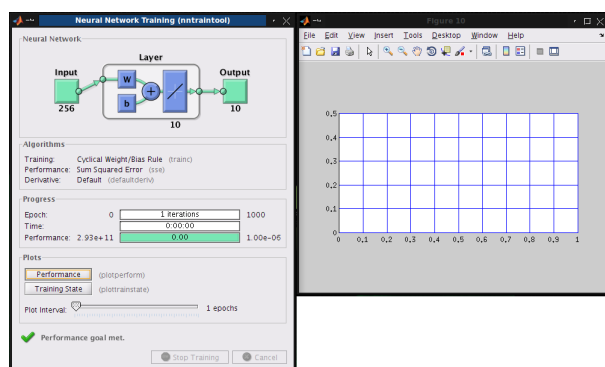 Neural Network Training (nntraintool)
Neural Network
Layer
Input
W
Output
b
256
10
10
Algorithms
Training: Cyclical Weight/Bias Rule (trainc)
Performance: Sum Squared Error (sse)
Derivative: Default (defaultderiv)
Progress
Epoch: 0 1 iterations 1000
Time: 0:00:00
Performance: 2.93e+11 0.00 1.00e-06
Plots
Performance (plotperform)
Training State (plottrainstate)
Plot Interval: 1 epochs
Performance goal met.
Stop Training Cancel
Figure 10
File Edit View Insert Tools Desktop Window Help
0.5
0.4
0.3
0.2
0.1
0
0 0.1 0.2 0.3 0.4 0.5 0.6 0.7 0.8 0.9 1